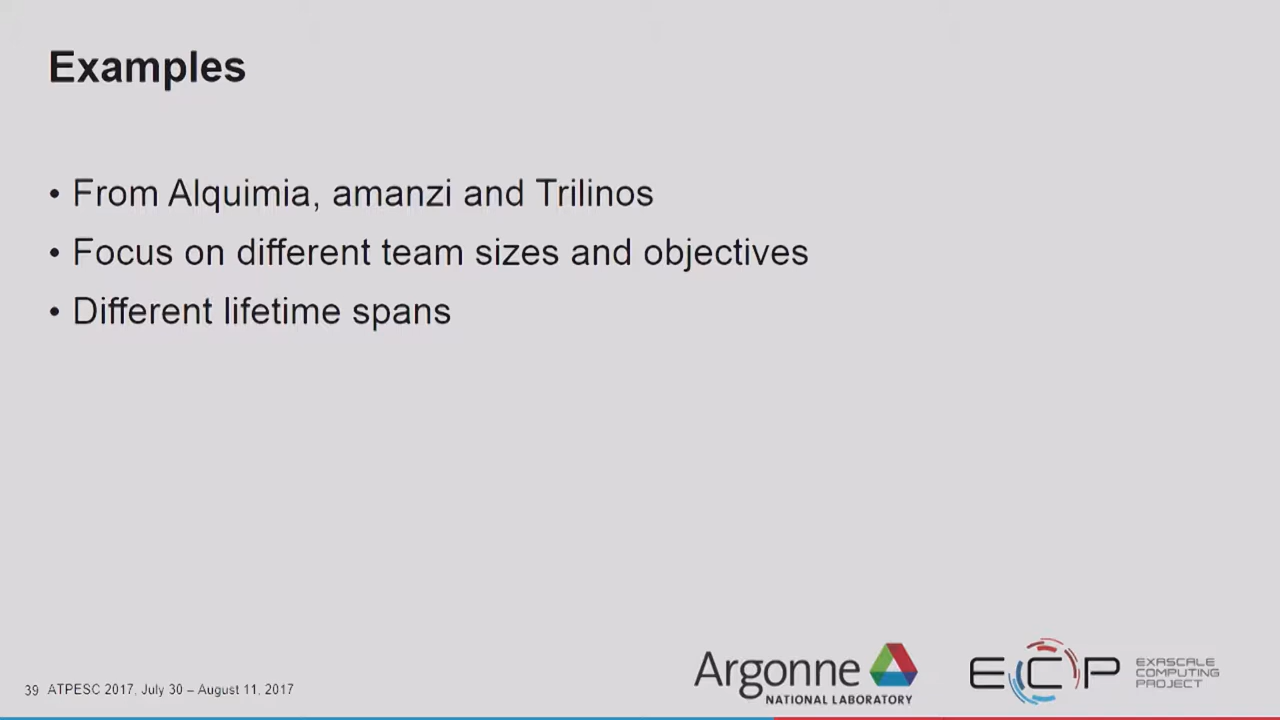 Examples
• From Alquimia, amanzi and Trilinos
• Focus on different team sizes and objectives
• Different lifetime spans
39 ATPESC 2017, July 30 – August 11, 2017
Argonne
NATIONAL LABORATORY
ECP
EXASCALE
COMPUTING
PROJECT